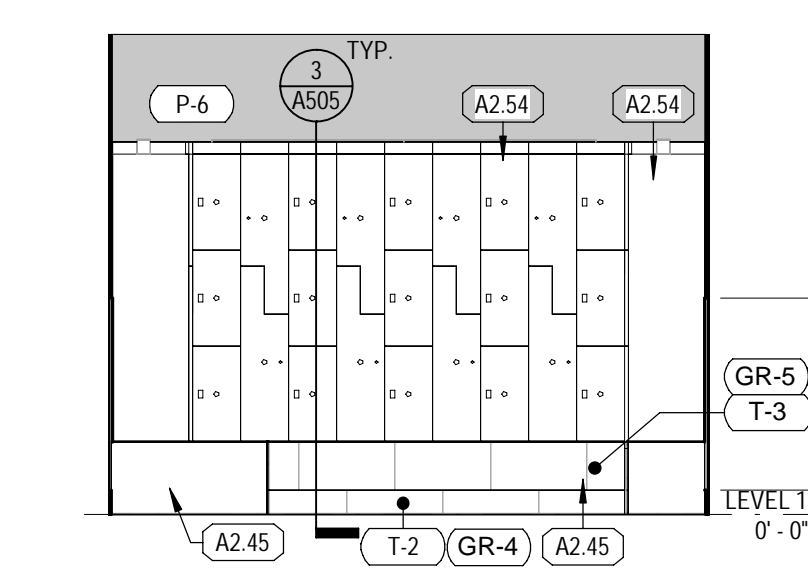 TYP.
3
A505
P-6
A2.54
A2.54
GR-5
T-3
LEVEL 1
0' - 0"
A2.45
T-2
GR-4
A2.45